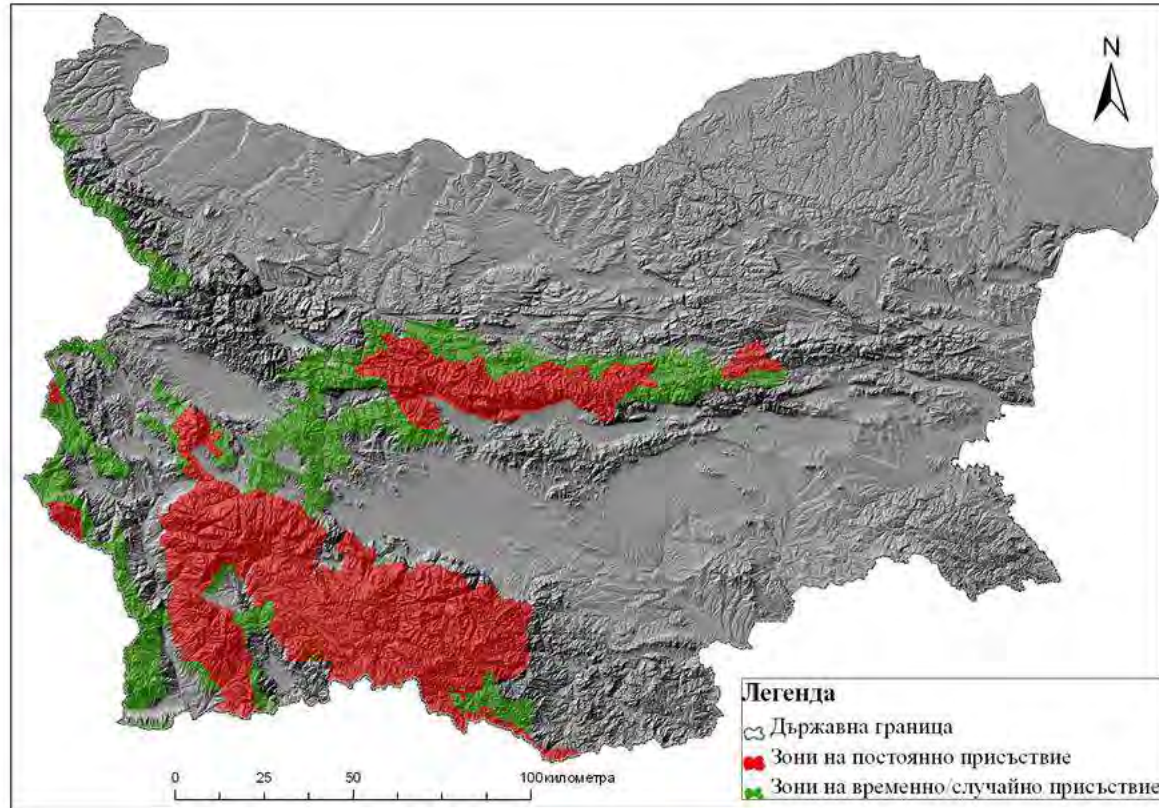 N
Легенда
Държавна граница
Зони на постоянно присъствие
Зони на временно/случайно присъствие
0 25 50 100 километра